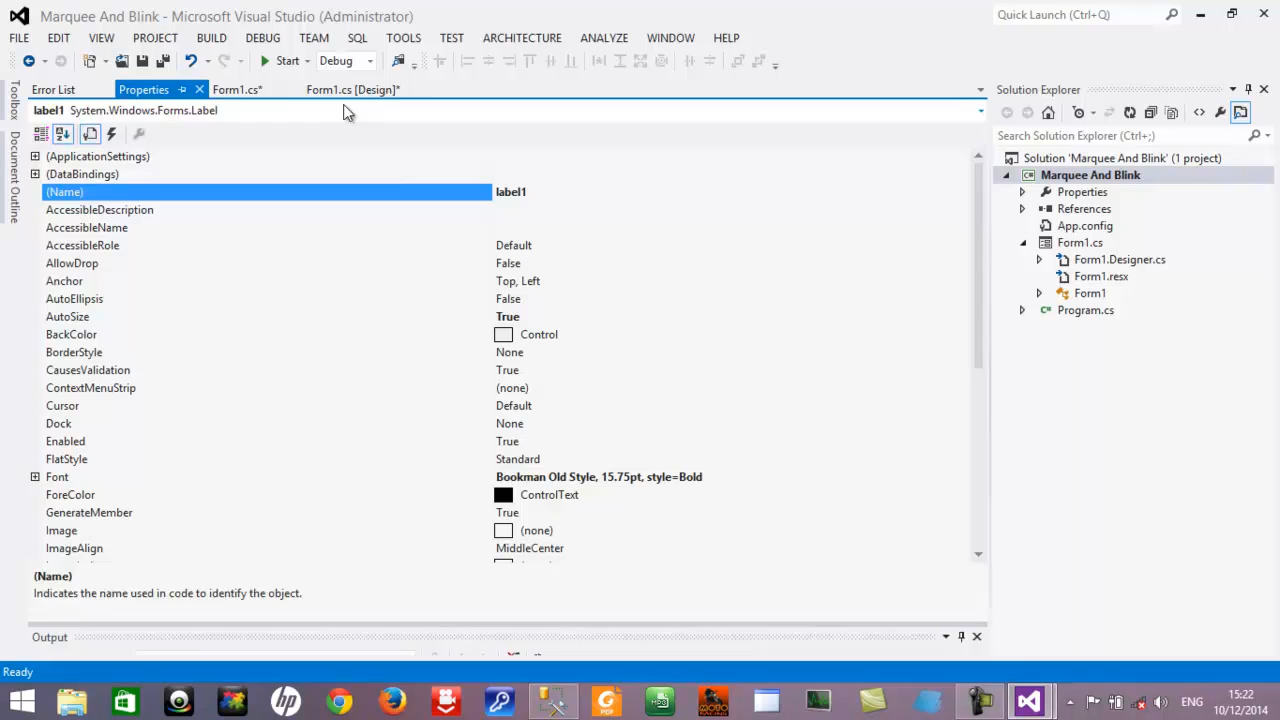 Marquee And Blink - Microsoft Visual Studio (Administrator)
Quick Launch (Ctrl+Q)
FILE EDIT VIEW PROJECT BUILD DEBUG TEAM SQL TOOLS TEST ARCHITECTURE ANALYZE WINDOW HELP
Start Debug
Error List Properties Form1.cs* Form1.cs [Design]*
label1 System.Windows.Forms.Label
Toolbox
Document Outline
(ApplicationSettings)
(DataBindings)
(Name) label1
AccessibleDescription
AccessibleName
AccessibleRole Default
AllowDrop False
Anchor Top, Left
AutoEllipsis False
AutoSize True
BackColor Control
BorderStyle None
CausesValidation True
ContextMenuStrip (none)
Cursor Default
Dock None
Enabled True
FlatStyle Standard
Font Bookman Old Style, 15.75pt, style=Bold
ForeColor ControlText
GenerateMember True
Image (none)
ImageAlign MiddleCenter
(Name)
Indicates the name used in code to identify the object.
Output
Solution Explorer
Search Solution Explorer (Ctrl+;)
Solution 'Marquee And Blink' (1 project)
Marquee And Blink
Properties
References
App.config
Form1.cs
Form1.Designer.cs
Form1.resx
Form1
Program.cs
Ready
ENG
15:22
10/12/2014